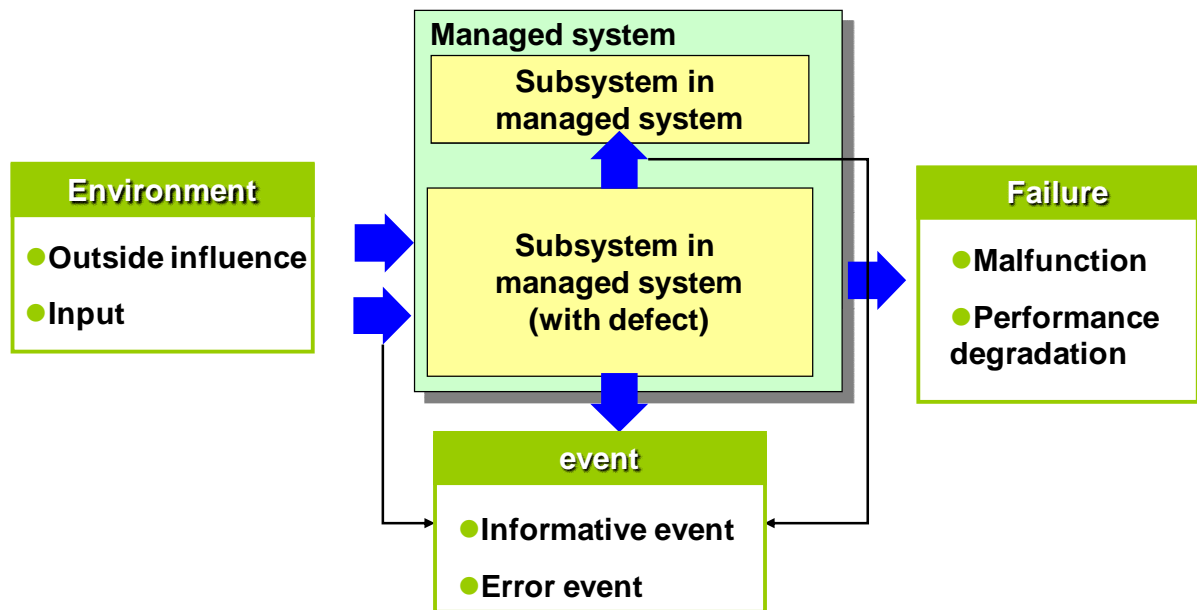 Managed system
Subsystem in
managed system
Environment
●Outside influence
●Input
Subsystem in
managed system
(with defect)
Failure
●Malfunction
●Performance
degradation
event
●Informative event
●Error event